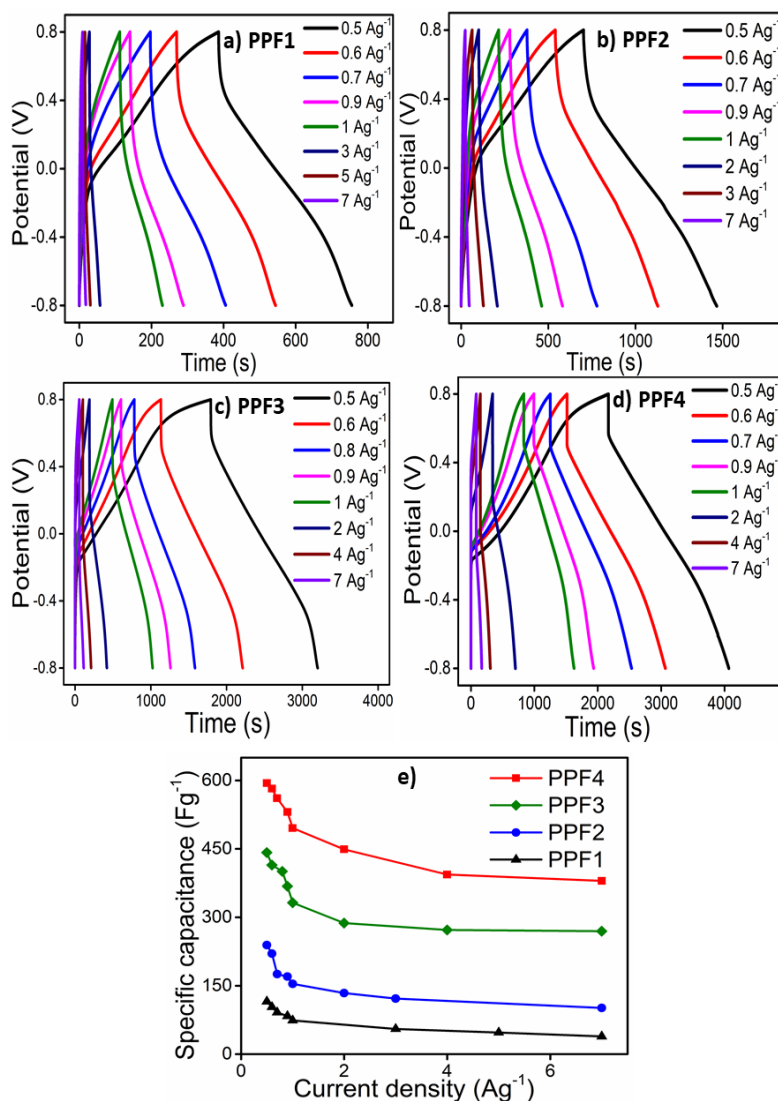 a) PPF1
0.5 Ag-1
0.6 Ag-1
0.7 Ag-1
0.9 Ag-1
1 Ag-1
3 Ag-1
5 Ag-1
7 Ag-1
Potential (V)
0.8
0.4
0.0
-0.4
-0.8
0 200 400 600 800
Time (s)
b) PPF2
0.5 Ag-1
0.6 Ag-1
0.7 Ag-1
0.9 Ag-1
1 Ag-1
2 Ag-1
3 Ag-1
7 Ag-1
Potential (V)
0.8
0.4
0.0
-0.4
-0.8
0 500 1000 1500
Time (s)
c) PPF3
0.5 Ag-1
0.6 Ag-1
0.8 Ag-1
0.9 Ag-1
1 Ag-1
2 Ag-1
4 Ag-1
7 Ag-1
Potential (V)
0.8
0.4
0.0
-0.4
-0.8
0 1000 2000 3000 4000
Time (s)
d) PPF4
0.5 Ag-
0.6 Ag-
0.7 Ag-
0.9 Ag-
1 Ag-1
2 Ag-1
4 Ag-1
7 Ag-1
Potential (V)
0.8
0.4
0.0
-0.4
-0.8
0 1000 2000 3000 4000
Time (s)
e)
PPF4
PPF3
PPF2
PPF1
Specific capacitance (Fg-1)
600
450
300
150
0
0 2 4 6
Current density (Ag-1)